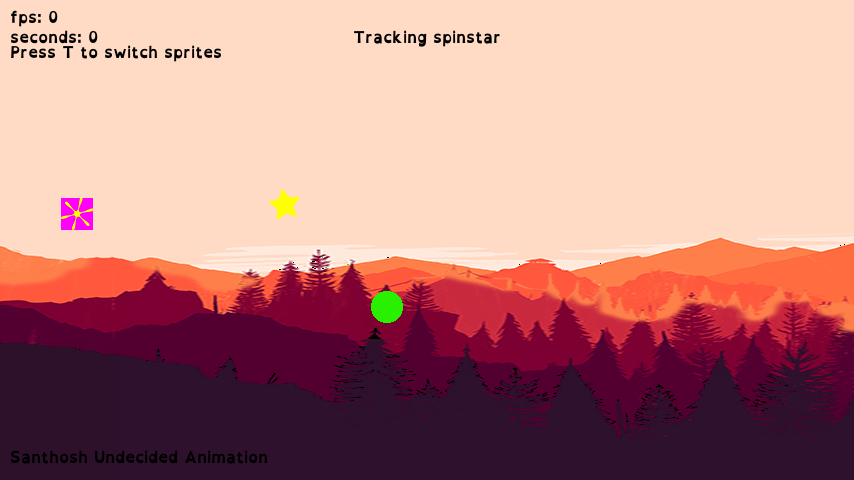 fps: 0
seconds: 0
Press T to switch sprites
Tracking spinstar
Santhosh Undecided Animation